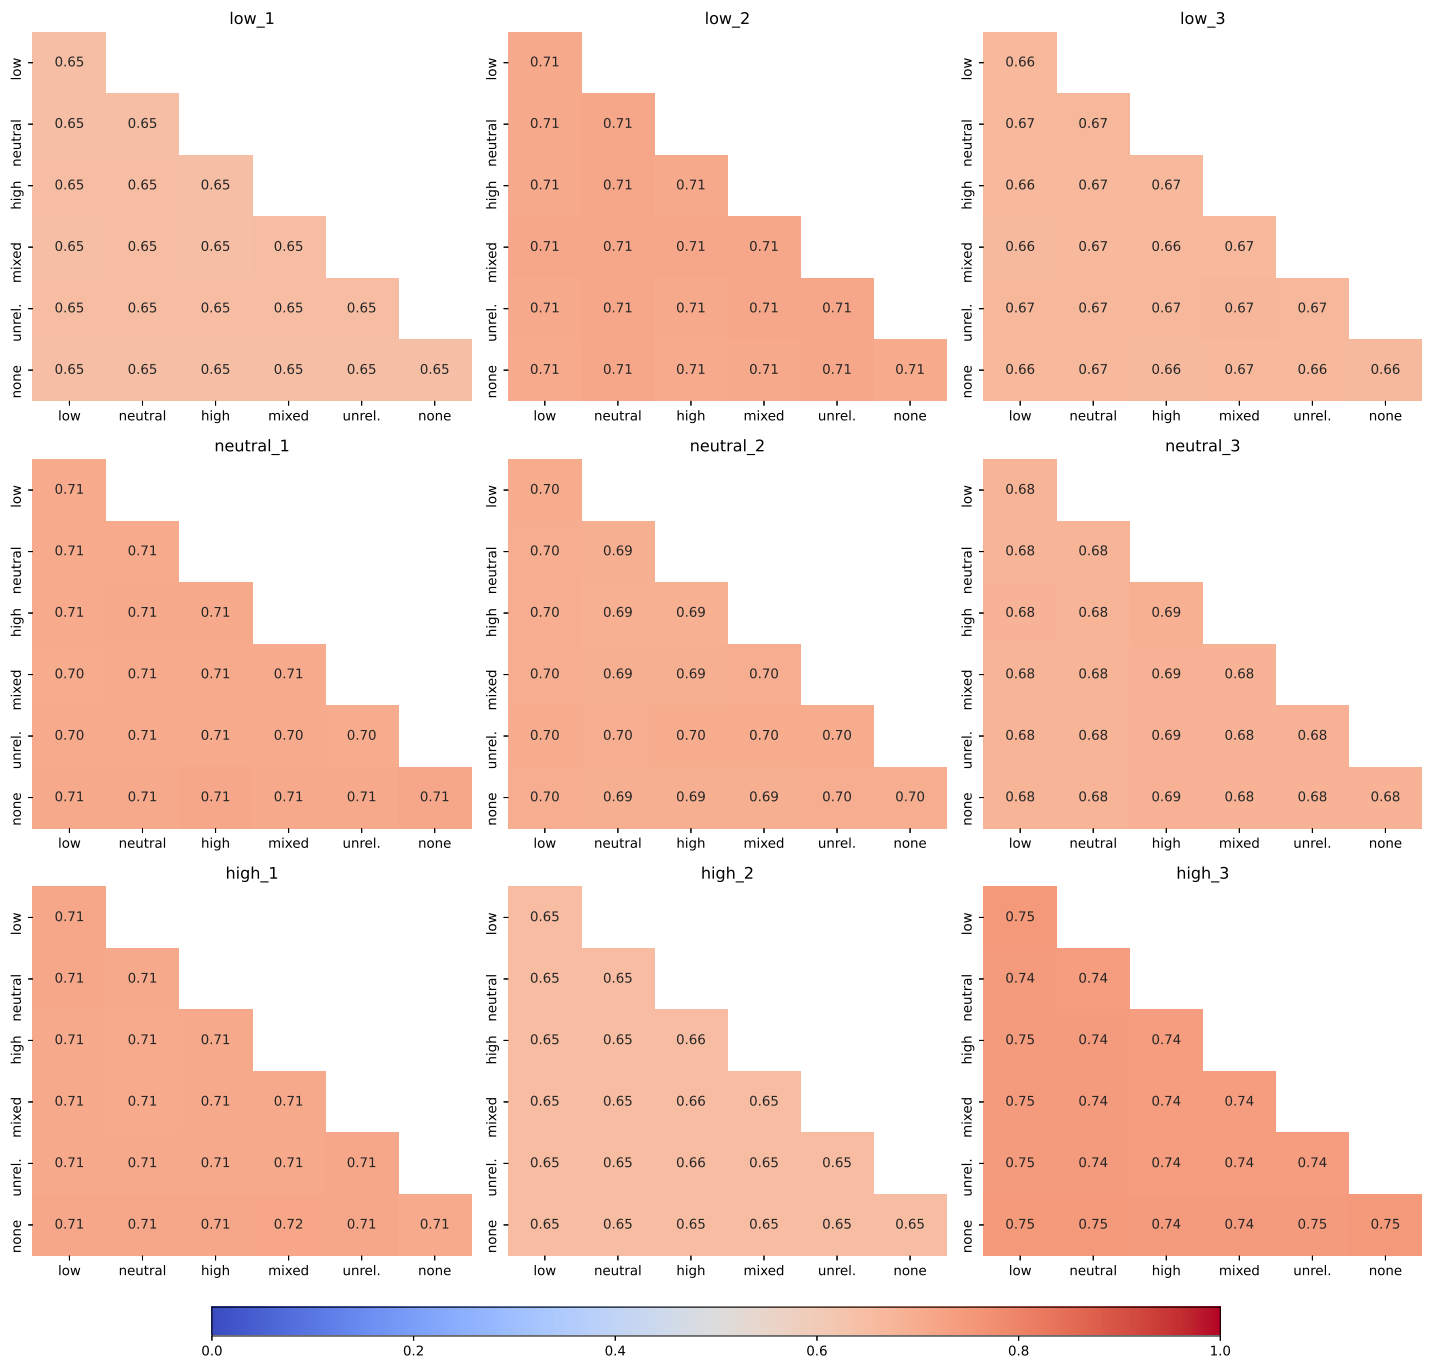 low_1 low_2 low_3
low 0.65 low 0.71 low 0.66
neutral 0.65 0.65 neutral 0.71 0.71 neutral 0.67 0.67
high 0.65 0.65 0.65 high 0.71 0.71 0.71 high 0.66 0.67 0.67
mixed 0.65 0.65 0.65 0.65 mixed 0.71 0.71 0.71 0.71 mixed 0.66 0.67 0.66 0.67
unrel. 0.65 0.65 0.65 0.65 0.65 unrel. 0.71 0.71 0.71 0.71 0.71 unrel. 0.67 0.67 0.67 0.67 0.67
none 0.65 0.65 0.65 0.65 0.65 0.65 none 0.71 0.71 0.71 0.71 0.71 0.71 none 0.66 0.67 0.66 0.67 0.66 0.66
low neutral high mixed unrel. none low neutral high mixed unrel. none low neutral high mixed unrel. none
neutral_1 neutral_2 neutral_3
low 0.71 low 0.70 low 0.68
neutral 0.71 0.71 neutral 0.70 0.69 neutral 0.68 0.68
high 0.71 0.71 0.71 high 0.70 0.69 0.69 high 0.68 0.68 0.69
mixed 0.70 0.71 0.71 0.71 mixed 0.70 0.69 0.69 0.70 mixed 0.68 0.68 0.69 0.68
unrel. 0.70 0.71 0.71 0.70 0.70 unrel. 0.70 0.70 0.70 0.70 0.70 unrel. 0.68 0.68 0.69 0.68 0.68
none 0.71 0.71 0.71 0.71 0.71 0.71 none 0.70 0.69 0.69 0.69 0.70 0.70 none 0.68 0.68 0.69 0.68 0.68 0.68
low neutral high mixed unrel. none low neutral high mixed unrel. none low neutral high mixed unrel. none
high_1 high_2 high_3
low 0.71 low 0.65 low 0.75
neutral 0.71 0.71 neutral 0.65 0.65 neutral 0.74 0.74
high 0.71 0.71 0.71 high 0.65 0.65 0.66 high 0.75 0.74 0.74
mixed 0.71 0.71 0.71 0.71 mixed 0.65 0.65 0.66 0.65 mixed 0.75 0.74 0.74 0.74
unrel. 0.71 0.71 0.71 0.71 0.71 unrel. 0.65 0.65 0.66 0.65 0.65 unrel. 0.75 0.74 0.74 0.74 0.74
none 0.71 0.71 0.71 0.72 0.71 0.71 none 0.65 0.65 0.65 0.65 0.65 0.65 none 0.75 0.75 0.74 0.74 0.75 0.75
low neutral high mixed unrel. none low neutral high mixed unrel. none low neutral high mixed unrel. none
0.0 0.2 0.4 0.6 0.8 1.0